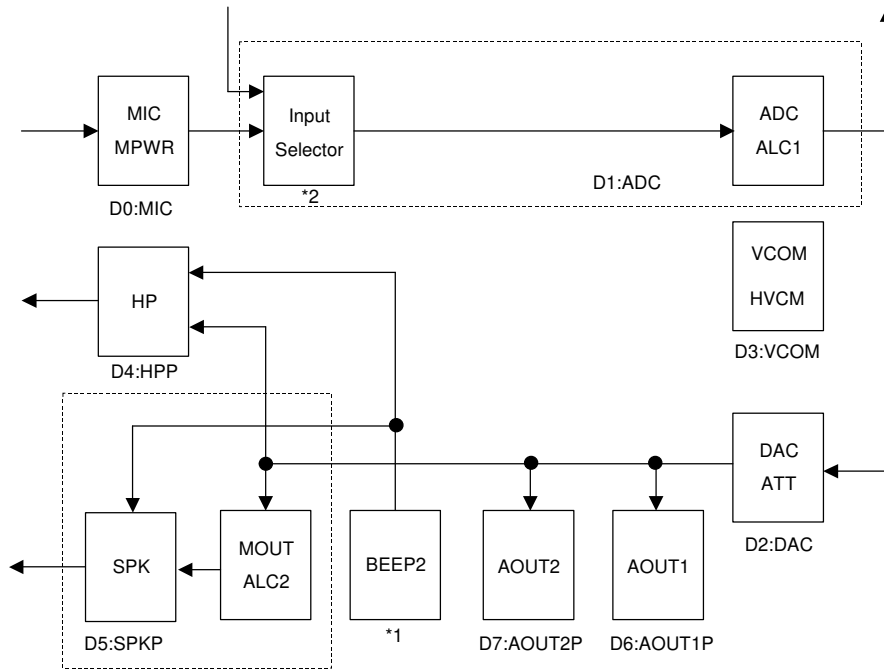 MIC
MPWR
D0:MIC
Input
Selector
*2
D1:ADC
ADC
ALC1
HP
D4:HPP
VCOM
HVCM
D3:VCOM
DAC
ATT
D2:DAC
SPK
D5:SPKP
MOUT
ALC2
BEEP2
*1
AOUT2
D7:AOUT2P
AOUT1
D6:AOUT1P